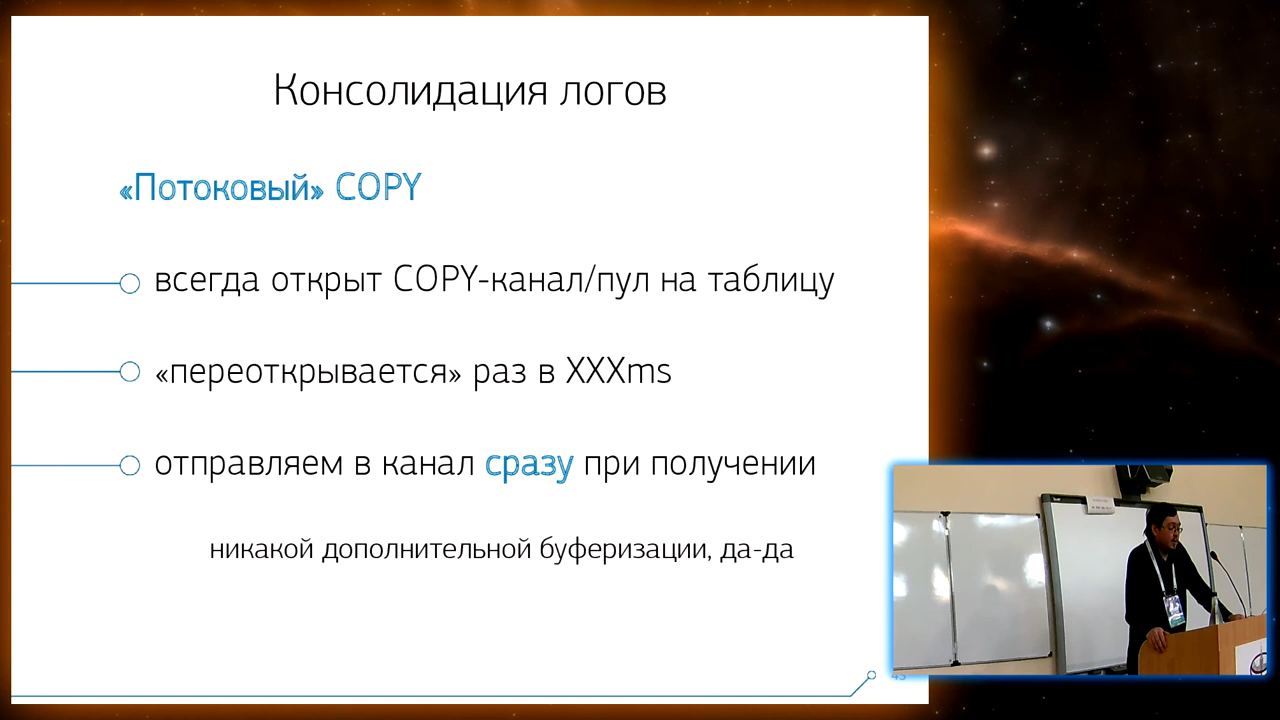 Консолидация логов
«Потоковый» COPY
всегда открыт COPY-канал/пул на таблицу
«переоткрывается» раз в XXXms
отправляем в канал сразу при получении
никакой дополнительной буферизации, да-да